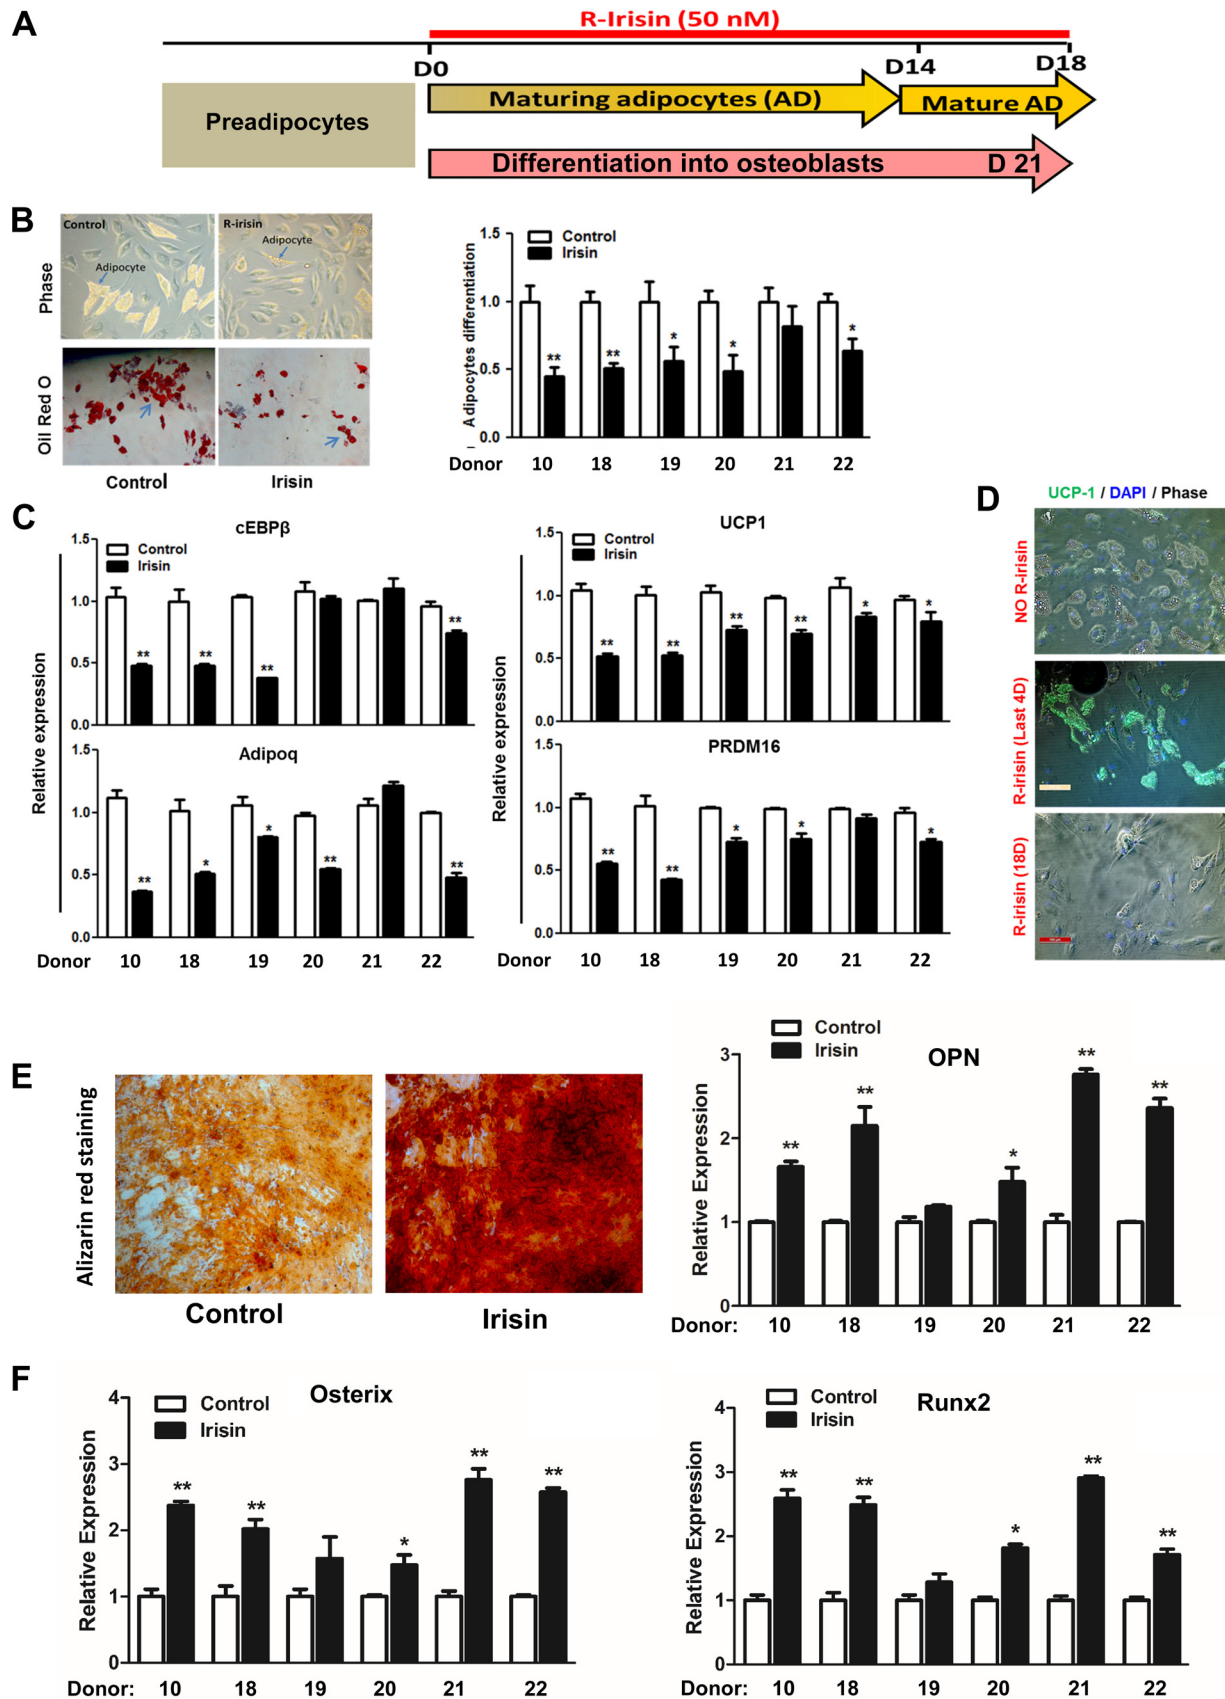 A
R-Irisin (50 nM)
D0
D14
D18
Preadipocytes
Maturing adipocytes (AD)
Mature AD
Differentiation into osteoblasts D 21
B
Phase
Control
Adipocyte
R-irisin
Adipocyte
Oil Red O
Control
Irisin
Adipocytes differentiation
1.5
1.0
0.5
0.0
Control
Irisin
** ** * * *
Donor 10 18 19 20 21 22
C
Relative expression
cEBPβ
1.5
1.0
0.5
0.0
Control
Irisin
** ** ** **
Adipoq
1.5
1.0
0.5
0.0
** * * ** **
Donor 10 18 19 20 21 22
Relative expression
UCP1
1.5
1.0
0.5
0.0
Control
Irisin
** ** ** ** * *
PRDM16
1.5
1.0
0.5
0.0
** ** * * *
Donor 10 18 19 20 21 22
D
UCP-1 / DAPI / Phase
NO R-irisin
R-irisin (Last 4D)
R-irisin (18D)
E
Alizarin red staining
Control
Irisin
OPN
Control
Irisin
Relative Expression
3
2
1
0
** ** * ** **
Donor: 10 18 19 20 21 22
F
Osterix
Control
Irisin
Relative Expression
4
3
2
1
0
** ** * ** **
Donor: 10 18 19 20 21 22
Runx2
Control
Irisin
Relative Expression
4
3
2
1
0
** ** * ** **
Donor: 10 18 19 20 21 22